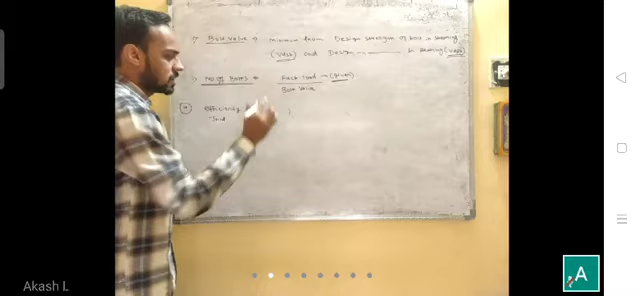 Bolt value = minimum from Design strength of bolt in shearing
(Vdsb) and Design ———— in bearing (Vdpb)
No. of Bolts = Fact. load → (given)
Bolt value
Efficiency
Joint
Akash L
A